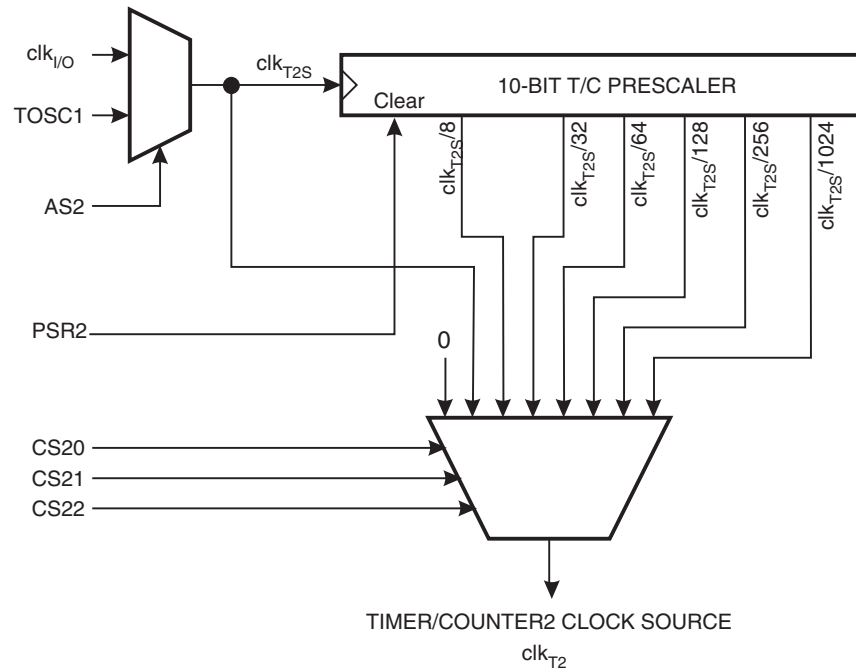 clkI/O
clkT2S
10-BIT T/C PRESCALER
TOSC1
Clear
clkT2S/8
clkT2S/32
clkT2S/64
clkT2S/128
clkT2S/256
clkT2S/1024
AS2
PSR2
0
CS20
CS21
CS22
TIMER/COUNTER2 CLOCK SOURCE
clkT2